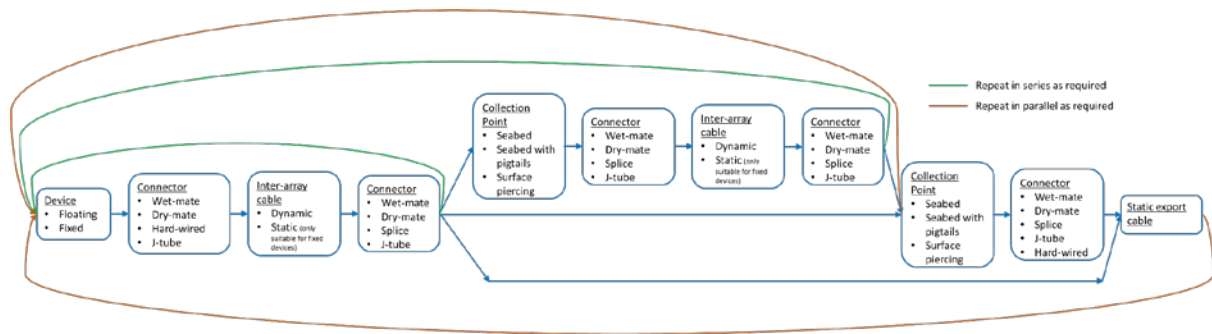 Repeat in series as required
Repeat in parallel as required
Device
• Floating
• Fixed
Connector
• Wet-mate
• Dry-mate
• Hard-wired
• J-tube
Inter-array
cable
• Dynamic
• Static (only
suitable for fixed
devices)
Connector
• Wet-mate
• Dry-mate
• Splice
• J-tube
Collection
Point
• Seabed
• Seabed with
pigtails
• Surface
piercing
Connector
• Wet-mate
• Dry-mate
• Splice
• J-tube
Inter-array
cable
• Dynamic
• Static (only
suitable for fixed
devices)
Connector
• Wet-mate
• Dry-mate
• Splice
• J-tube
Collection
Point
• Seabed
• Seabed with
pigtails
• Surface
piercing
Connector
• Wet-mate
• Dry-mate
• Splice
• J-tube
• Hard-wired
Static export
cable